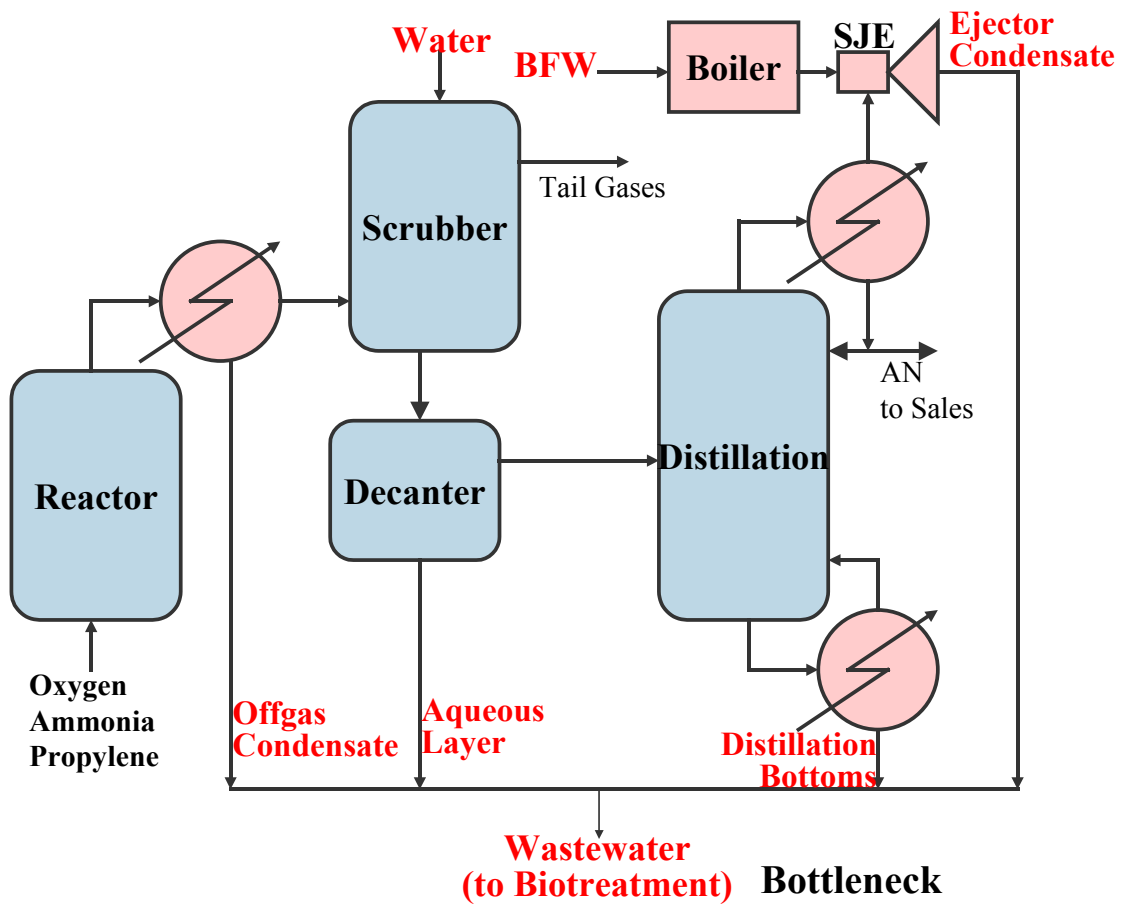 Water
BFW
Boiler
SJE
Ejector
Condensate
Scrubber
Tail Gases
Reactor
Decanter
Distillation
AN
to Sales
Oxygen
Ammonia
Propylene
Offgas
Condensate
Aqueous
Layer
Distillation
Bottoms
Wastewater
(to Biotreatment)
Bottleneck